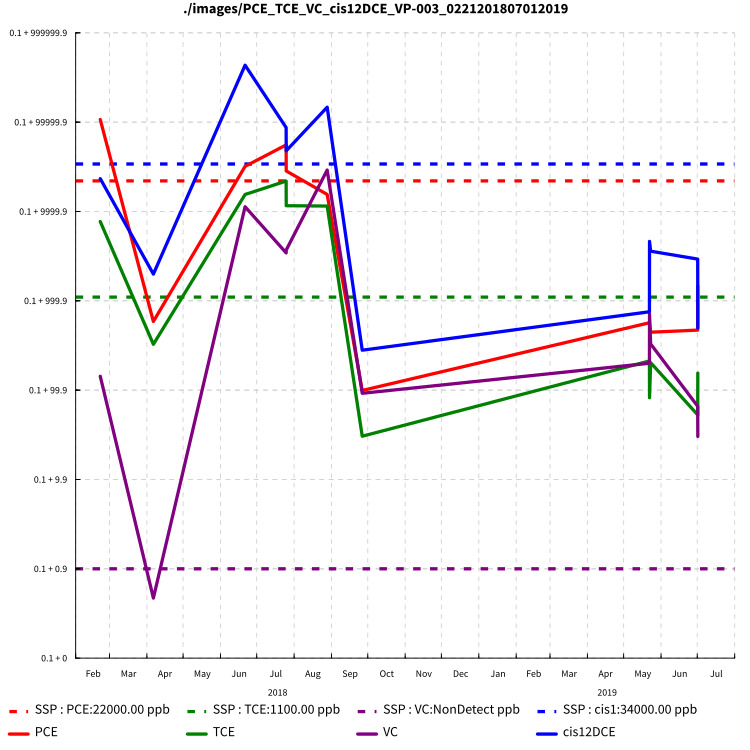 ./images/PCE_TCE_VC_cis12DCE_VP-003_0221201807012019
0.1 + 999999.9
0.1 + 99999.9
0.1 + 9999.9
0.1 + 999.9
0.1 + 99.9
0.1 + 9.9
0.1 + 0.9
0.1 + 0
Feb Mar Apr May Jun Jul Aug Sep Oct Nov Dec Jan Feb Mar Apr May Jun Jul
2018 2019
SSP : PCE:22000.00 ppb SSP : TCE:1100.00 ppb SSP : VC:NonDetect ppb SSP : cis1:34000.00 ppb
PCE TCE VC cis12DCE